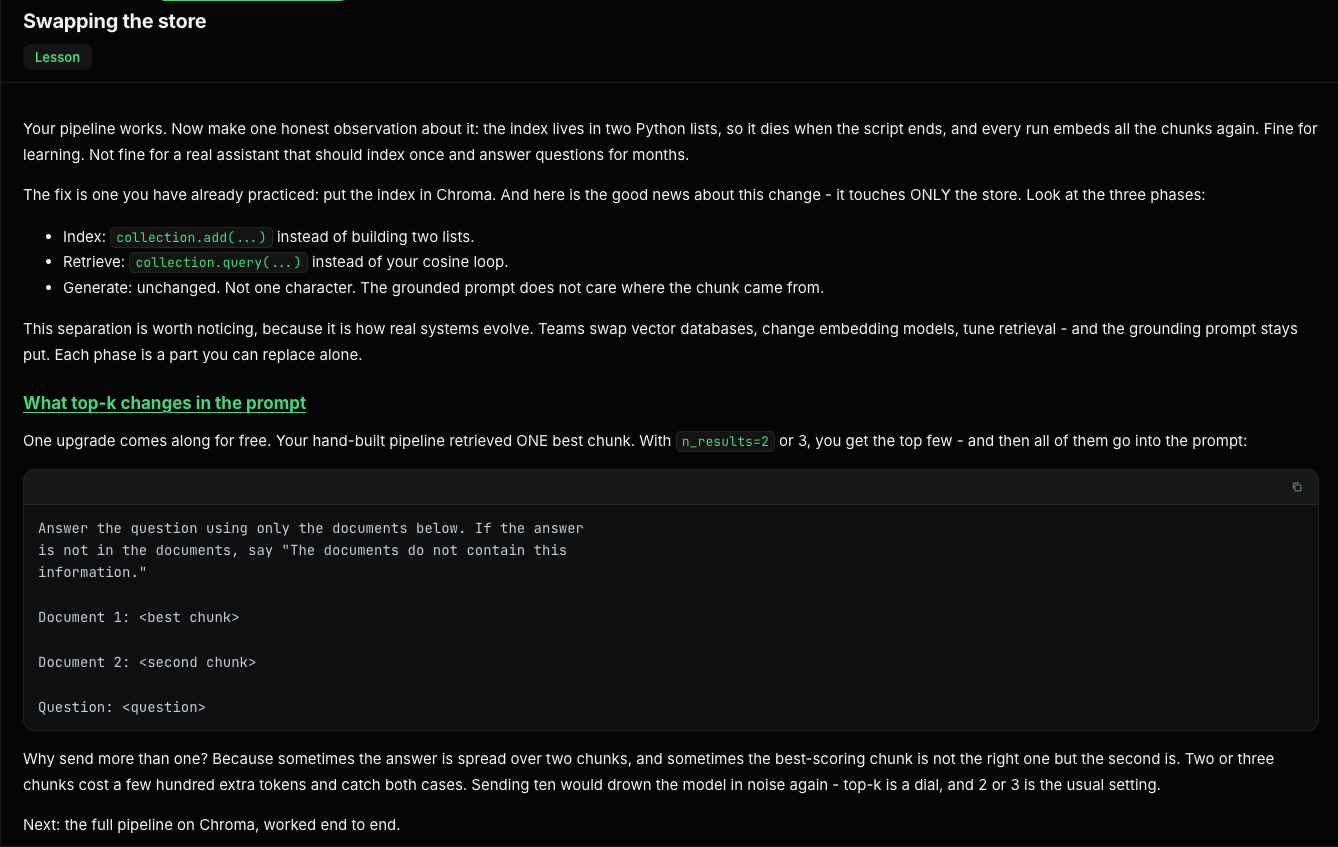 Swapping the store
Lesson
Your pipeline works. Now make one honest observation about it: the index lives in two Python lists, so it dies when the script ends, and every run embeds all the chunks again. Fine for
learning. Not fine for a real assistant that should index once and answer questions for months.
The fix is one you have already practiced: put the index in Chroma. And here is the good news about this change - it touches ONLY the store. Look at the three phases:
• Index: collection.add(...) instead of building two lists.
• Retrieve: collection.query(...) instead of your cosine loop.
• Generate: unchanged. Not one character. The grounded prompt does not care where the chunk came from.
This separation is worth noticing, because it is how real systems evolve. Teams swap vector databases, change embedding models, tune retrieval - and the grounding prompt stays
put. Each phase is a part you can replace alone.
What top-k changes in the prompt
One upgrade comes along for free. Your hand-built pipeline retrieved ONE best chunk. With n_results=2 or 3, you get the top few - and then all of them go into the prompt:
Answer the question using only the documents below. If the answer
is not in the documents, say "The documents do not contain this
information."
Document 1: <best chunk>
Document 2: <second chunk>
Question: <question>
Why send more than one? Because sometimes the answer is spread over two chunks, and sometimes the best-scoring chunk is not the right one but the second is. Two or three
chunks cost a few hundred extra tokens and catch both cases. Sending ten would drown the model in noise again - top-k is a dial, and 2 or 3 is the usual setting.
Next: the full pipeline on Chroma, worked end to end.